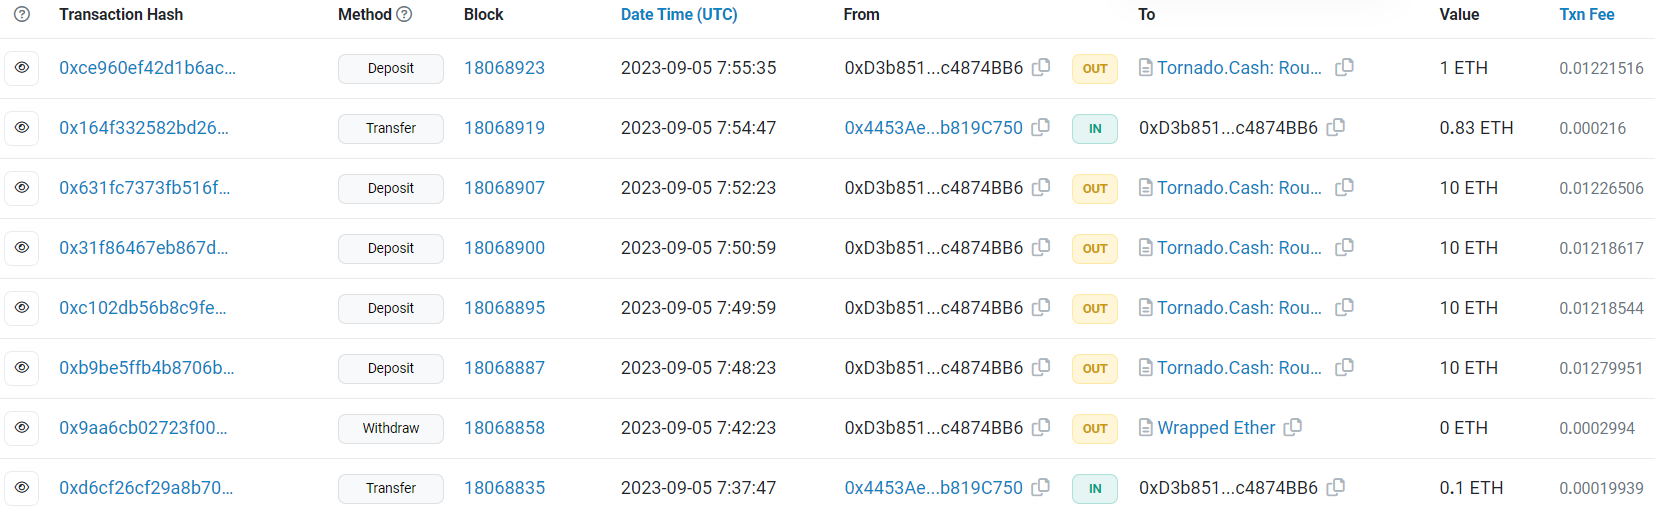 Transaction Hash Method Block Date Time (UTC) From To Value Txn Fee
0xce960ef42d1b6ac... Deposit 18068923 2023-09-05 7:55:35 0xD3b851...c4874BB6 OUT Tornado.Cash: Rou... 1 ETH 0.01221516
0x164f332582bd26... Transfer 18068919 2023-09-05 7:54:47 0x4453Ae...b819C750 IN 0xD3b851...c4874BB6 0.83 ETH 0.000216
0x631fc7373fb516f... Deposit 18068907 2023-09-05 7:52:23 0xD3b851...c4874BB6 OUT Tornado.Cash: Rou... 10 ETH 0.01226506
0x31f86467eb867d... Deposit 18068900 2023-09-05 7:50:59 0xD3b851...c4874BB6 OUT Tornado.Cash: Rou... 10 ETH 0.01218617
0xc102db56b8c9fe... Deposit 18068895 2023-09-05 7:49:59 0xD3b851...c4874BB6 OUT Tornado.Cash: Rou... 10 ETH 0.01218544
0xb9be5ffb4b8706b... Deposit 18068887 2023-09-05 7:48:23 0xD3b851...c4874BB6 OUT Tornado.Cash: Rou... 10 ETH 0.01279951
0x9aa6cb02723f00... Withdraw 18068858 2023-09-05 7:42:23 0xD3b851...c4874BB6 OUT Wrapped Ether 0 ETH 0.0002994
0xd6cf26cf29a8b70... Transfer 18068835 2023-09-05 7:37:47 0x4453Ae...b819C750 IN 0xD3b851...c4874BB6 0.1 ETH 0.00019939